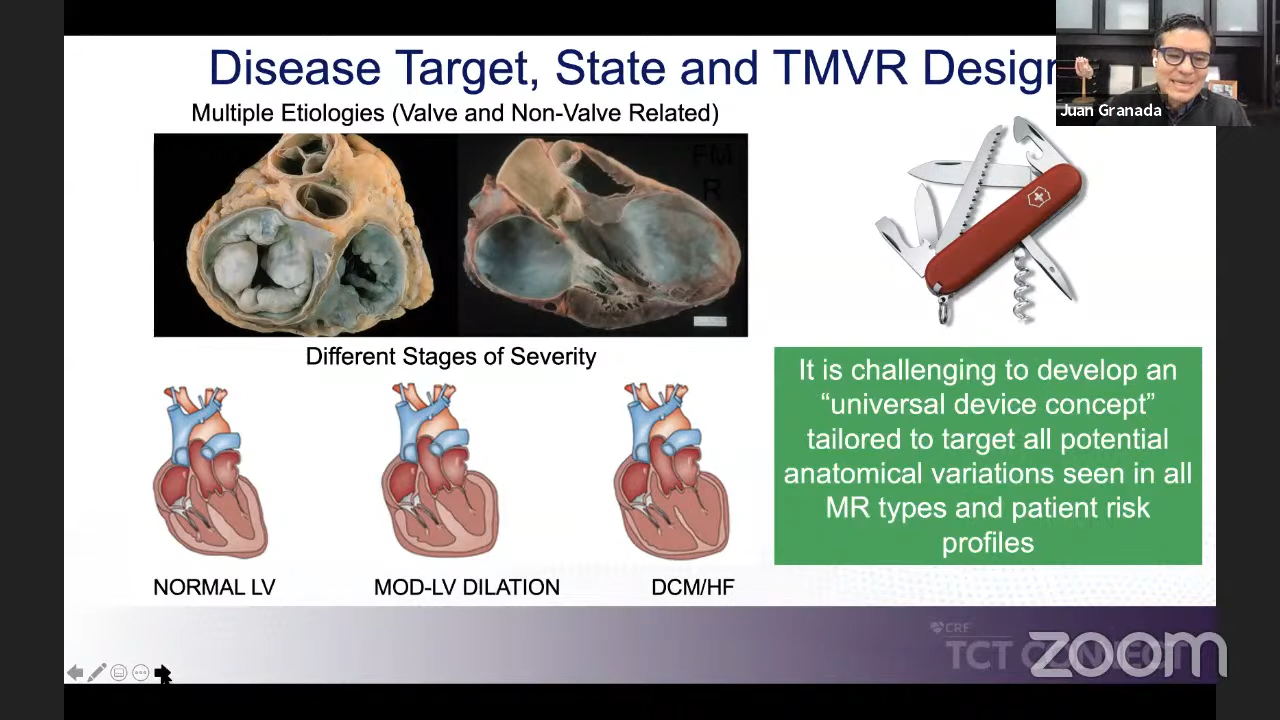 Disease Target, State and TMVR Design
Juan Granada
Multiple Etiologies (Valve and Non-Valve Related)
FM
R
Different Stages of Severity
It is challenging to develop an
“universal device concept”
tailored to target all potential
anatomical variations seen in all
MR types and patient risk
profiles
NORMAL LV
MOD-LV DILATION
DCM/HF
CRF
TCT CONNECT
zoom